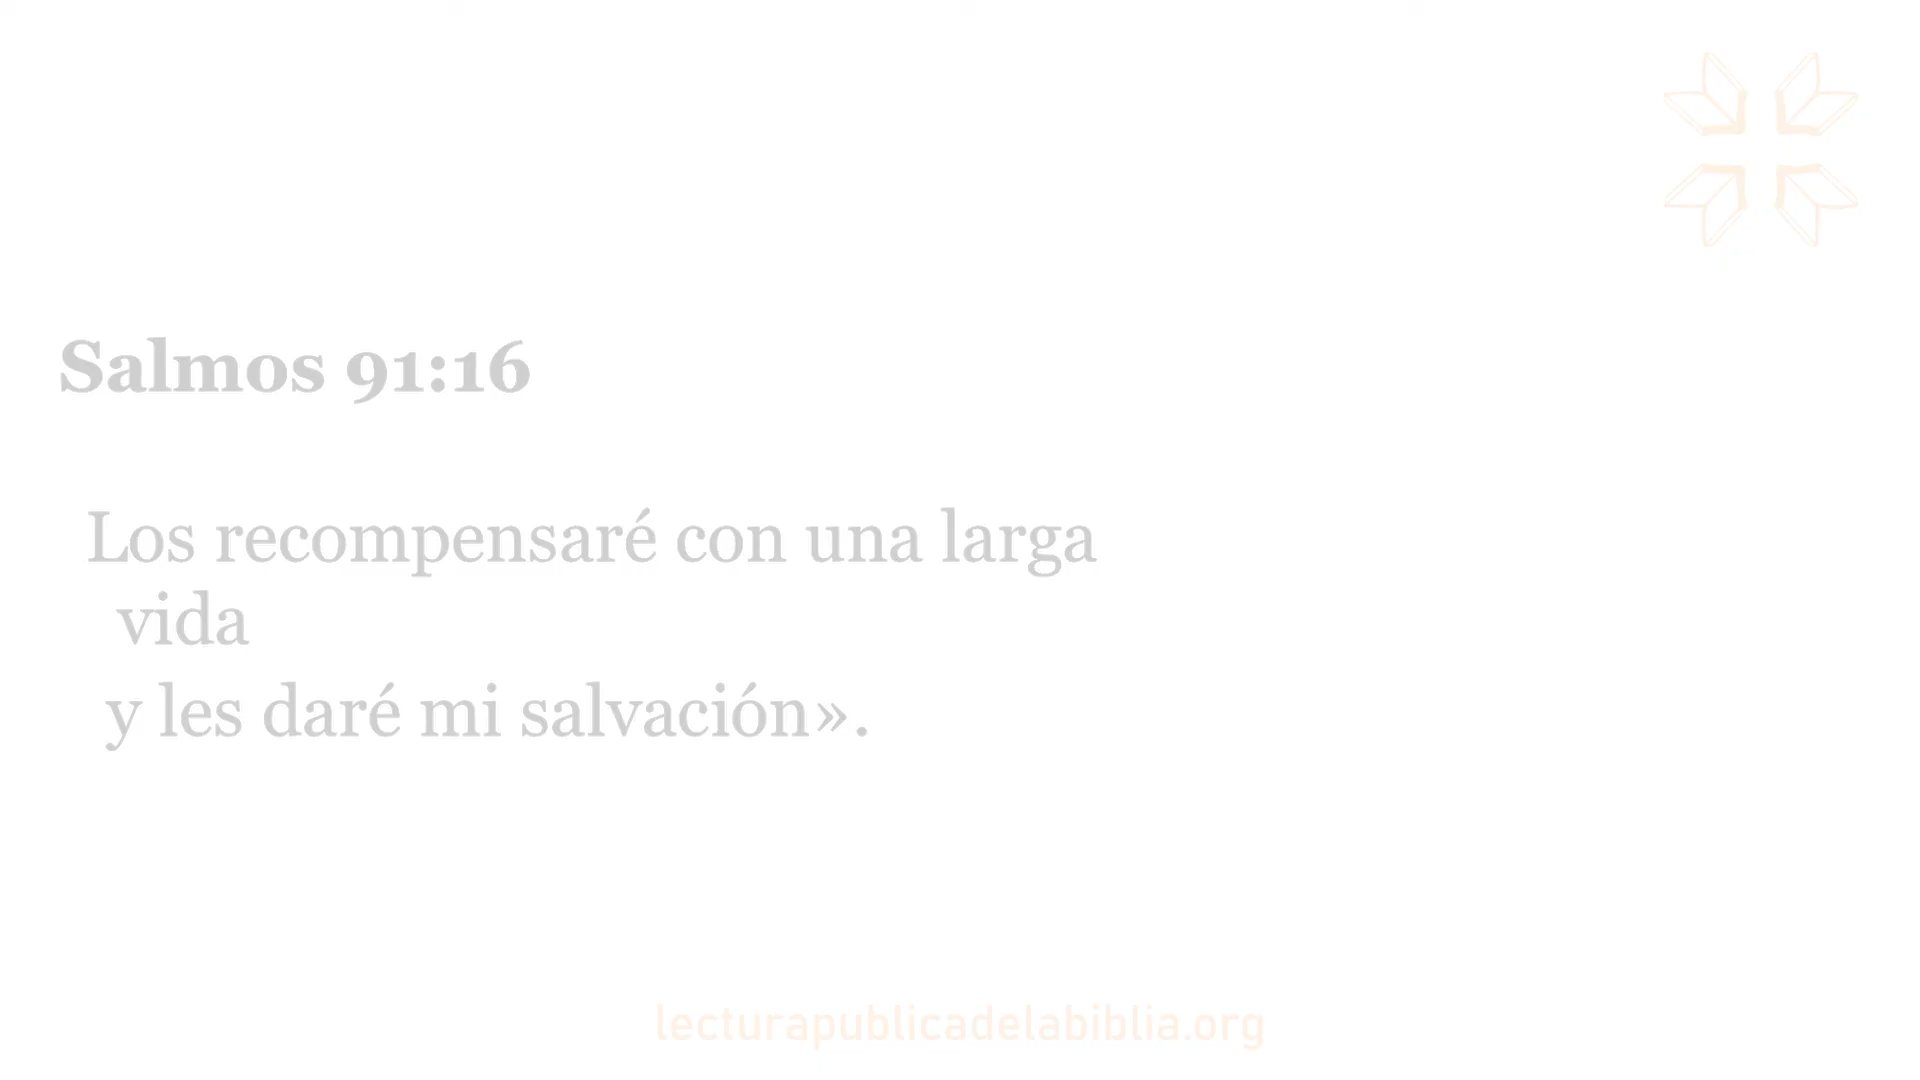 Salmos 91:16
Los recompensaré con una larga
vida
y les daré mi salvación».
lecturapublicadelabiblia.org